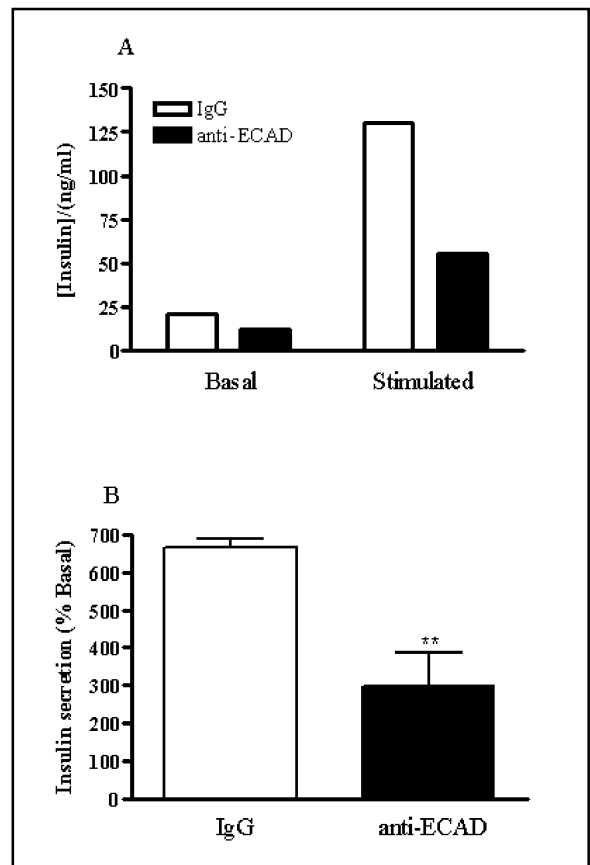 A
[Insulin]/(ng/ml)
150
125
100
75
50
25
0
IgG
anti-ECAD
Basal Stimulated
B
Insulin secretion (% Basal)
700
600
500
400
300
200
100
0
**
IgG anti-ECAD